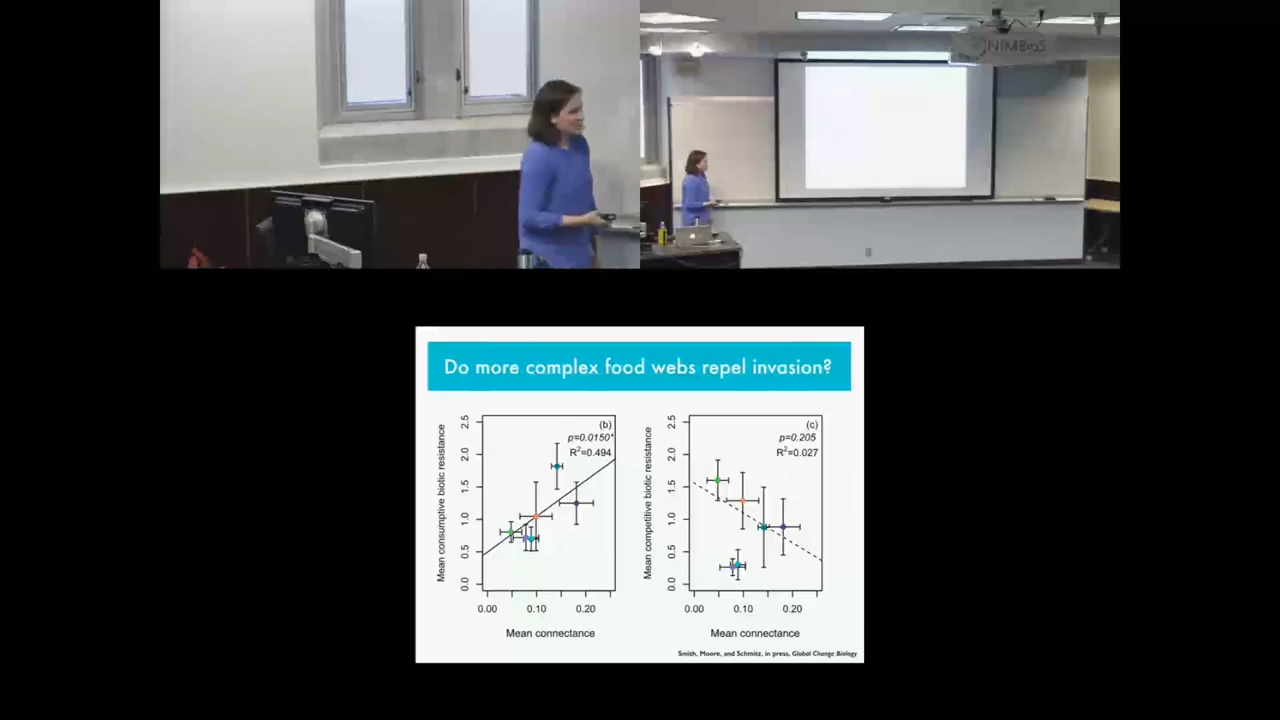 NIMBioS
Do more complex food webs repel invasion?
(b)
p=0.0150*
R²=0.494
Mean consumptive biotic resistance
2.5
2.0
1.5
1.0
0.5
0.0
0.00 0.10 0.20
Mean connectance
(c)
p=0.205
R²=0.027
Mean competitive biotic resistance
2.5
2.0
1.5
1.0
0.5
0.0
0.00 0.10 0.20
Mean connectance
Smith, Moore, and Schmitz, in press, Global Change Biology